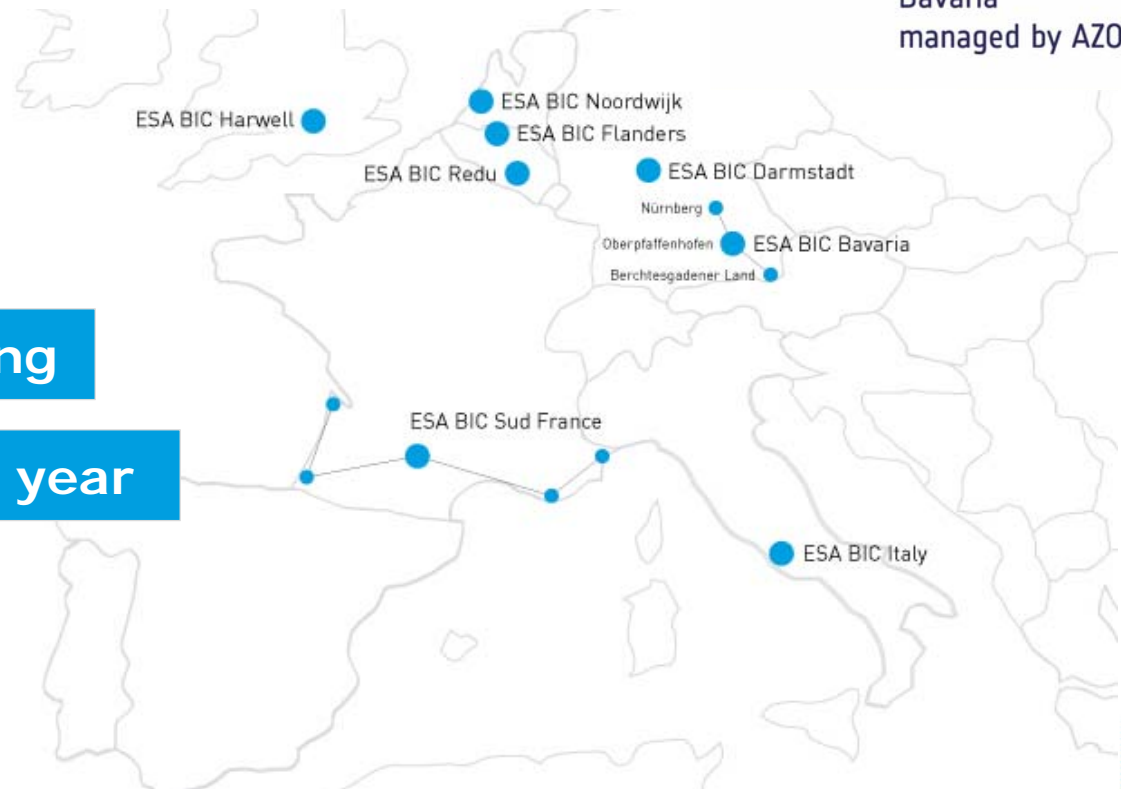 managed by AZO
ESA BIC Noordwijk
ESA BIC Harwell
ESA BIC Flanders
ESA BIC Redu
ESA BIC Darmstadt
Nürnberg
Oberpfaffenhofen
ESA BIC Bavaria
Berchtesgadener Land
ng
ESA BIC Sud France
year
ESA BIC Italy